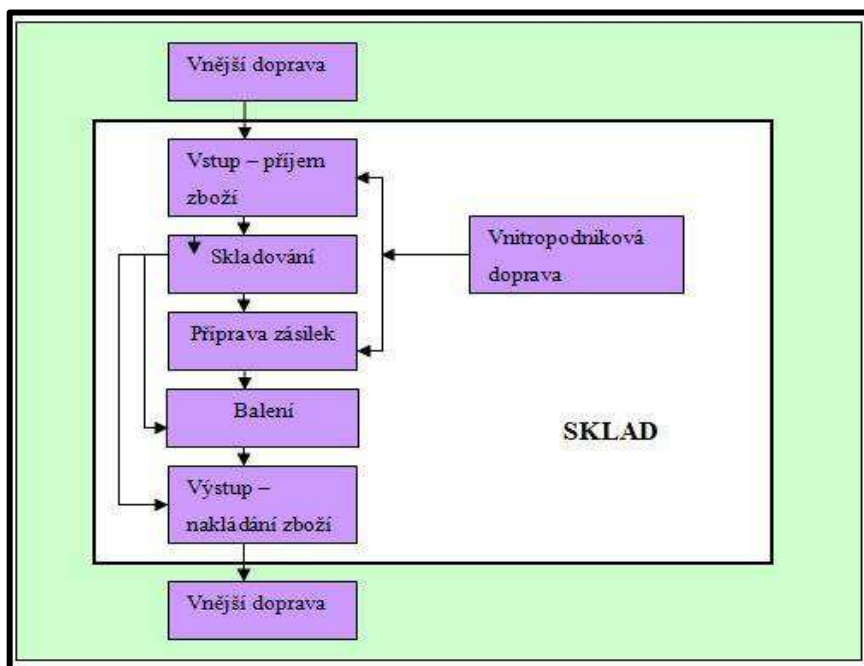 Vnější doprava
Vstup – příjem
zboží
Skladování
Vnitropodniková
doprava
Příprava zásilek
Balení
SKLAD
Výstup –
nakládání zboží
Vnější doprava